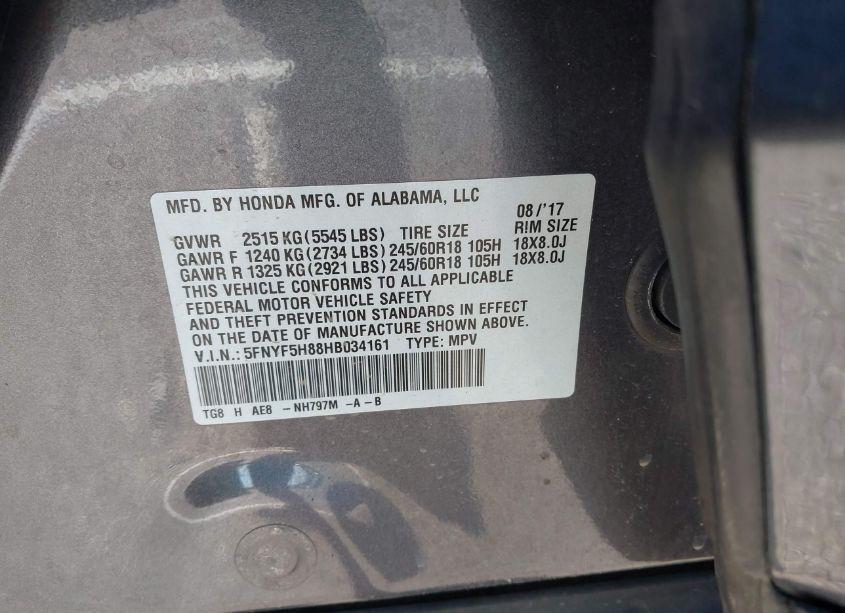 MFD. BY HONDA MFG. OF ALABAMA, LLC 08/'17
GVWR 2515 KG (5545 LBS) TIRE SIZE RIM SIZE
GAWR F 1240 KG (2734 LBS) 245/60R18 105H 18X8.0J
GAWR R 1325 KG (2921 LBS) 245/60R18 105H 18X8.0J
THIS VEHICLE CONFORMS TO ALL APPLICABLE
FEDERAL MOTOR VEHICLE SAFETY
AND THEFT PREVENTION STANDARDS IN EFFECT
ON THE DATE OF MANUFACTURE SHOWN ABOVE.
V.I.N.: 5FNYF5H88HB034161 TYPE: MPV
TG8 H AE8 -NH797M -A-B